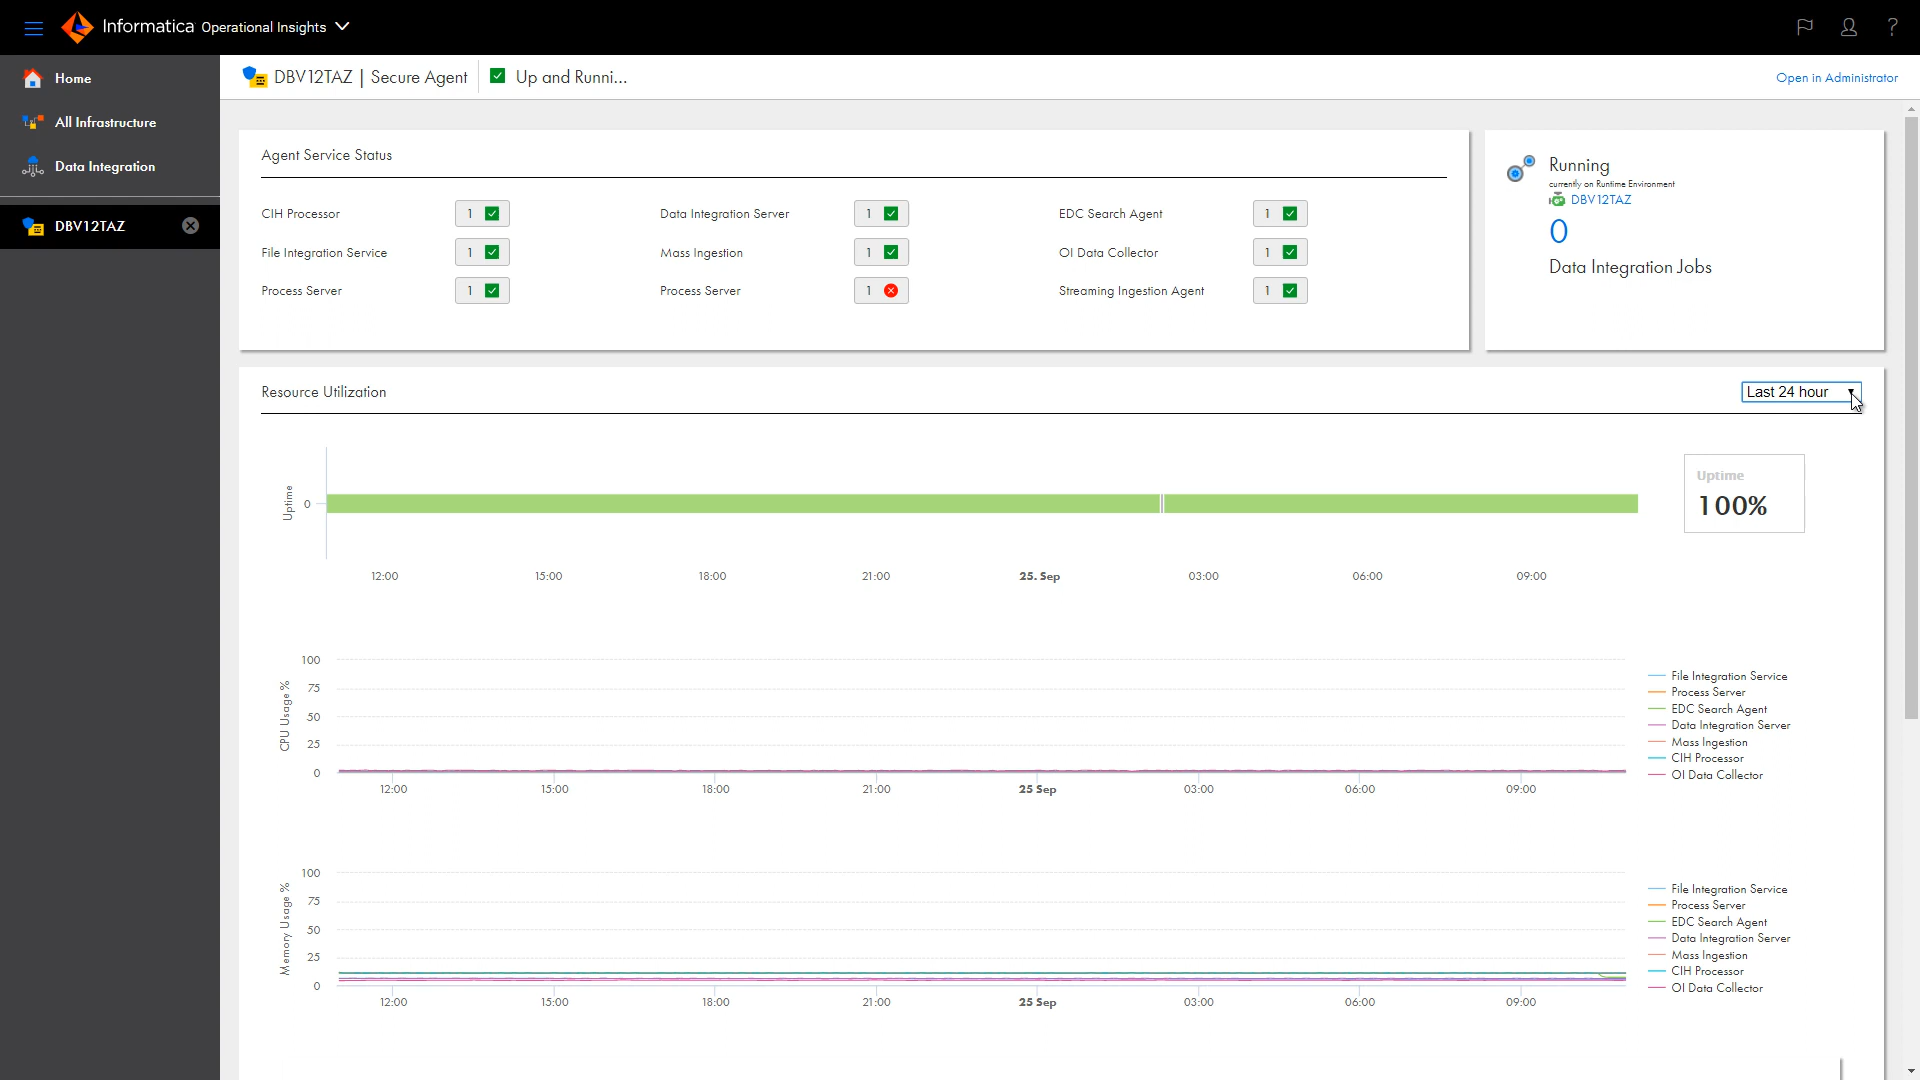 Informatica Operational Insights
?
Home
All Infrastructure
Data Integration
DBV12TAZ
DBV12TAZ | Secure Agent
Up and Runni...
Open in Administrator
Agent Service Status
CIH Processor 1
Data Integration Server 1
EDC Search Agent 1
File Integration Service 1
Mass Ingestion 1
OI Data Collector 1
Process Server 1
Process Server 1
Streaming Ingestion Agent 1
Running
currently on Runtime Environment
DBV12TAZ
0
Data Integration Jobs
Resource Utilization
Last 24 hour
Uptime
0
12:00 15:00 18:00 21:00 25. Sep 03:00 06:00 09:00
Uptime
100%
CPU Usage %
100
75
50
25
0
12:00 15:00 18:00 21:00 25 Sep 03:00 06:00 09:00
File Integration Service
Process Server
EDC Search Agent
Data Integration Server
Mass Ingestion
CIH Processor
OI Data Collector
Memory Usage %
100
75
50
25
0
12:00 15:00 18:00 21:00 25 Sep 03:00 06:00 09:00
File Integration Service
Process Server
EDC Search Agent
Data Integration Server
Mass Ingestion
CIH Processor
OI Data Collector